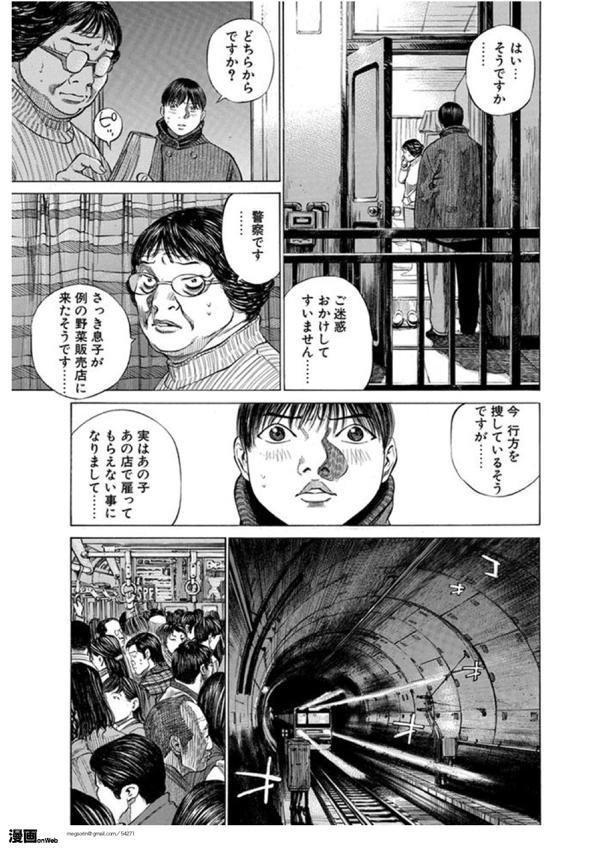 はい…
そうですか
……
ご迷惑
おかけして
すいません……
どちらから
ですか?
ピッ
警察です
……
さっき息子が
例の野菜販売店に
来たそうです……
今 行方を
捜しているそう
ですが……
実はあの子
あの店で雇って
もらえない事に
なりまして……
漫画onWeb
megaorin@gmail.com/54271